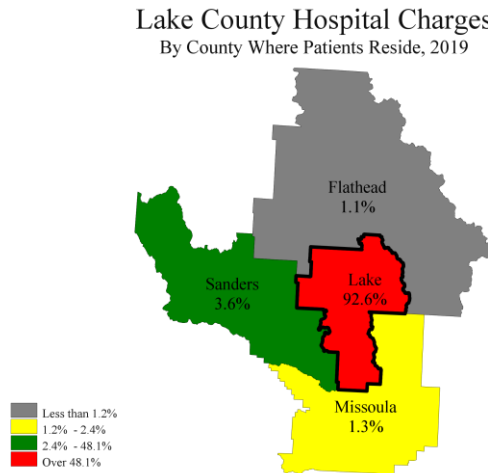 Lake County Hospital Charges
By County Where Patients Reside, 2019
Flathead
1.1%
Sanders
3.6%
Lake
92.6%
Missoula
1.3%
Less than 1.2%
1.2% - 2.4%
2.4% - 48.1%
Over 48.1%